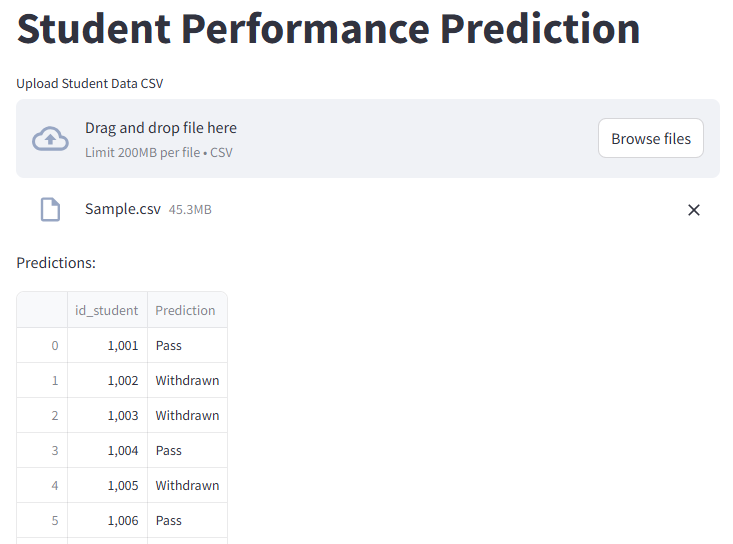 Student Performance Prediction
Upload Student Data CSV
Drag and drop file here
Limit 200MB per file • CSV
Browse files
Sample.csv 45.3MB
Predictions:
id_student Prediction
0 1,001 Pass
1 1,002 Withdrawn
2 1,003 Withdrawn
3 1,004 Pass
4 1,005 Withdrawn
5 1,006 Pass